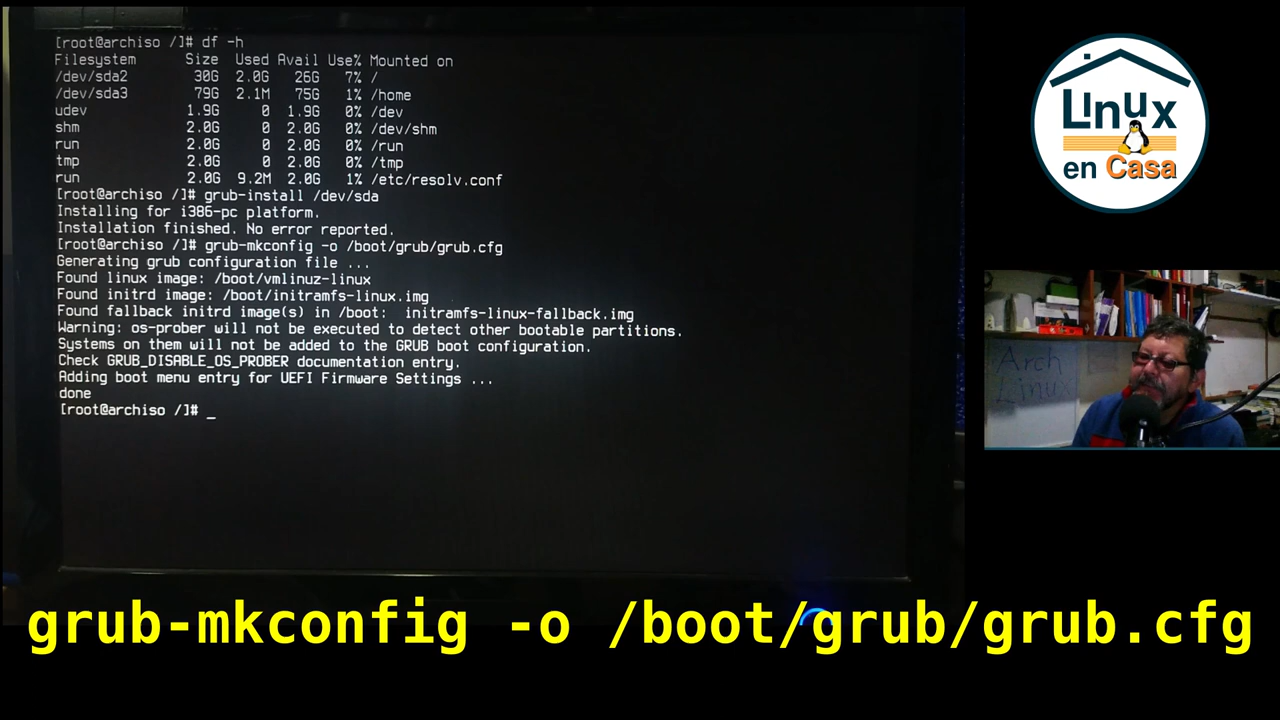 [root@archiso /]# df -h
Filesystem Size Used Avail Use% Mounted on
/dev/sda2 30G 2.0G 26G 7% /
/dev/sda3 79G 2.1M 75G 1% /home
udev 1.9G 0 1.9G 0% /dev
shm 2.0G 0 2.0G 0% /dev/shm
run 2.0G 0 2.0G 0% /run
tmp 2.0G 0 2.0G 0% /tmp
run 2.0G 9.2M 2.0G 1% /etc/resolv.conf
[root@archiso /]# grub-install /dev/sda
Installing for i386-pc platform.
Installation finished. No error reported.
[root@archiso /]# grub-mkconfig -o /boot/grub/grub.cfg
Generating grub configuration file ...
Found linux image: /boot/vmlinuz-linux
Found initrd image: /boot/initramfs-linux.img
Found fallback initrd image(s) in /boot:  initramfs-linux-fallback.img
Warning: os-prober will not be executed to detect other bootable partitions.
Systems on them will not be added to the GRUB boot configuration.
Check GRUB_DISABLE_OS_PROBER documentation entry.
Adding boot menu entry for UEFI Firmware Settings ...
done
[root@archiso /]# _
Linux
en Casa
Arch
Linux
grub-mkconfig -o /boot/grub/grub.cfg